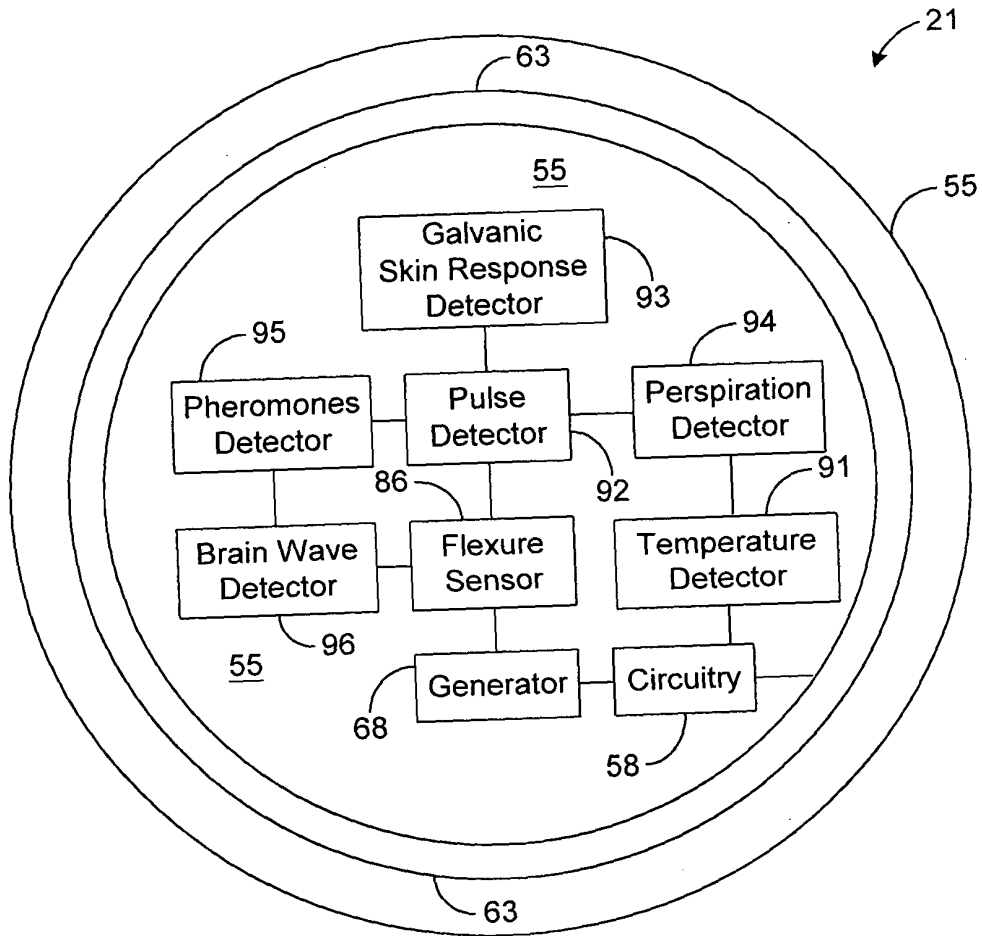 21
63
55
55
Galvanic
Skin Response
Detector
93
95
94
Pheromones
Detector
Pulse
Detector
Perspiration
Detector
86
92
91
Brain Wave
Detector
Flexure
Sensor
Temperature
Detector
96
55
68
Generator
Circuitry
58
63